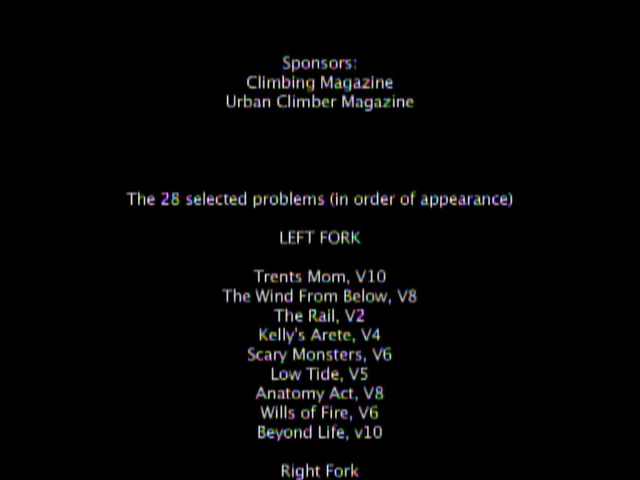 Sponsors:
Climbing Magazine
Urban Climber Magazine
The 28 selected problems (in order of appearance)
LEFT FORK
Trents Mom, V10
The Wind From Below, V8
The Rail, V2
Kelly's Arete, V4
Scary Monsters, V6
Low Tide, V5
Anatomy Act, V8
Wills of Fire, V6
Beyond Life, v10
Right Fork